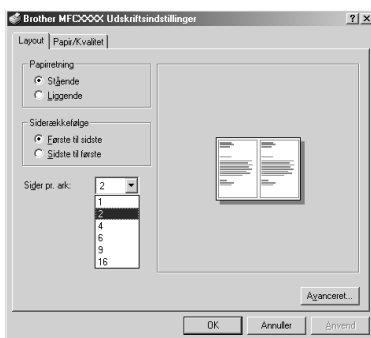 Brother MFCXXXX Udskriftsindstillinger
Layout Papir/Kvalitet
Papirretning
Stående
Liggende
Siderækkefølge
Første til sidste
Sidste til første
Sider pr. ark: 2
1
2
4
6
9
16
Avanceret...
OK Annuller Anvend